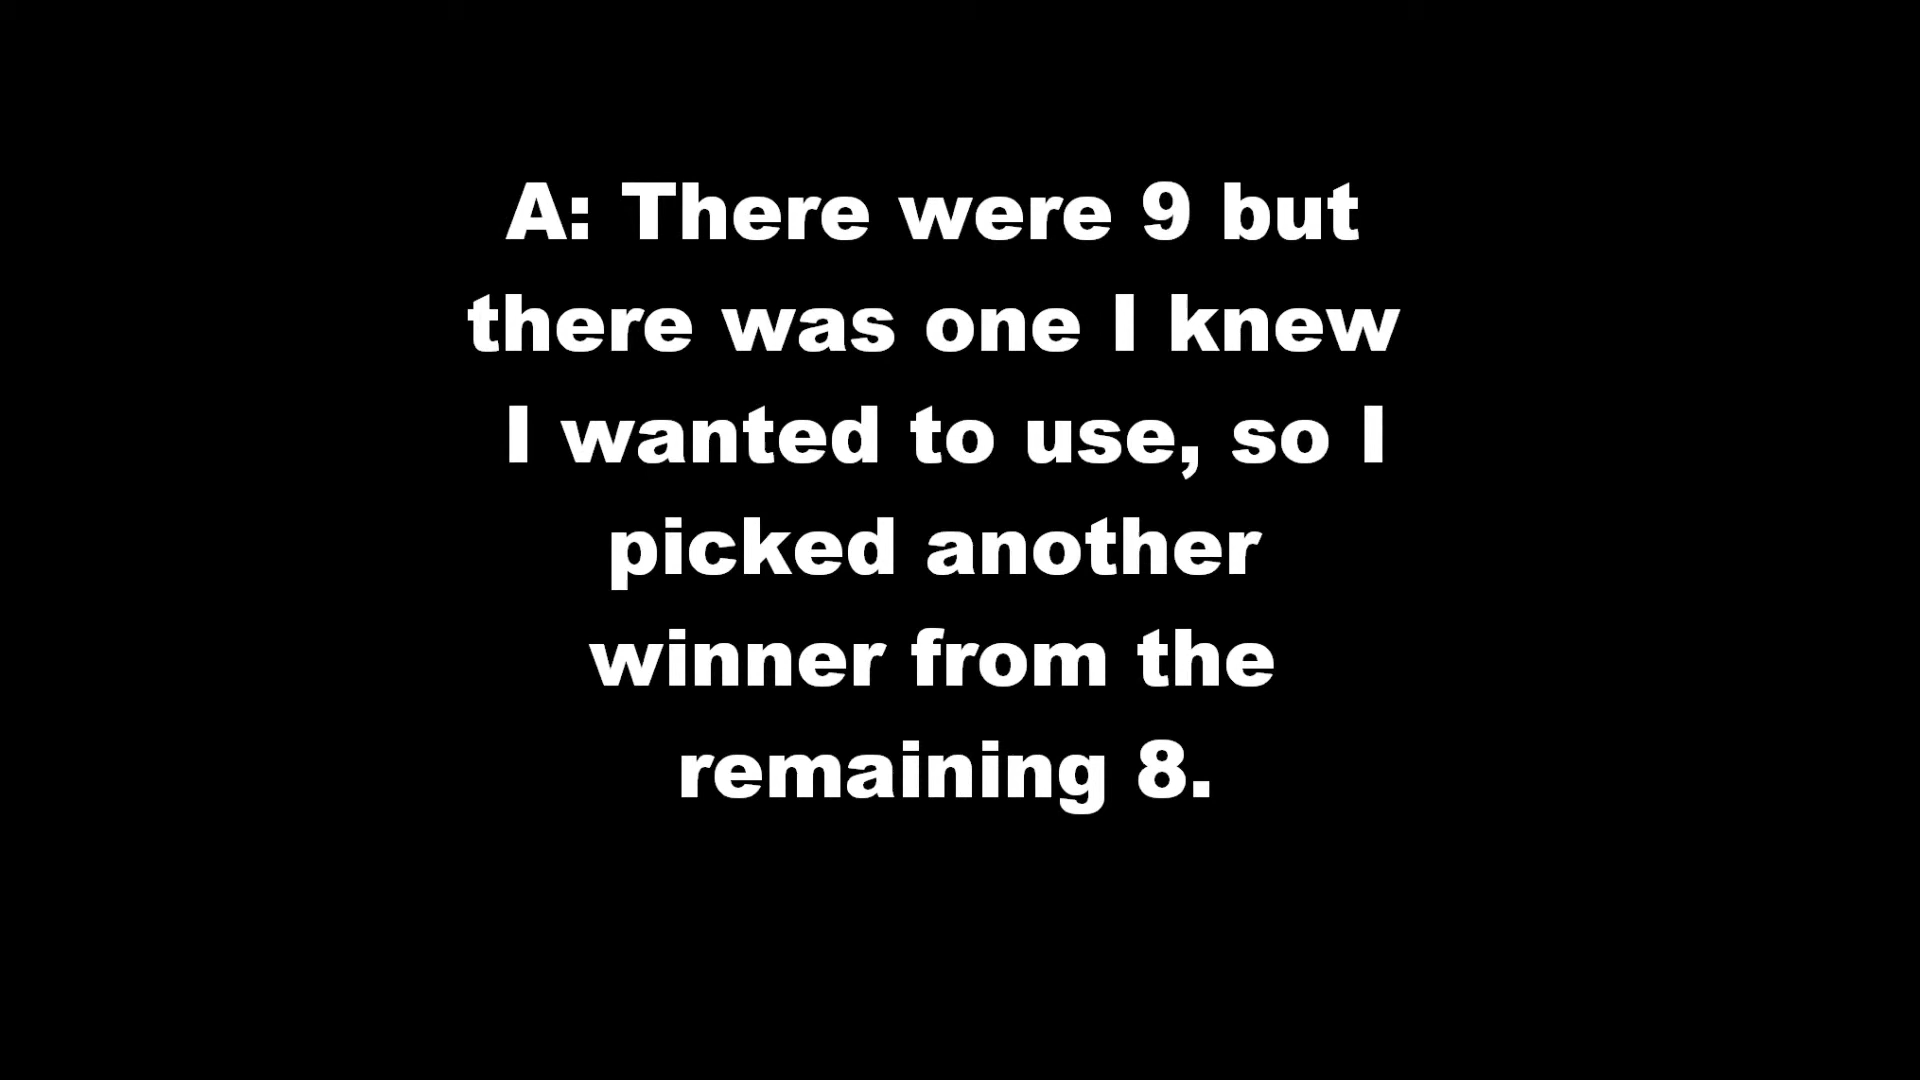 A: There were 9 but
there was one I knew
I wanted to use, so I
picked another
winner from the
remaining 8.